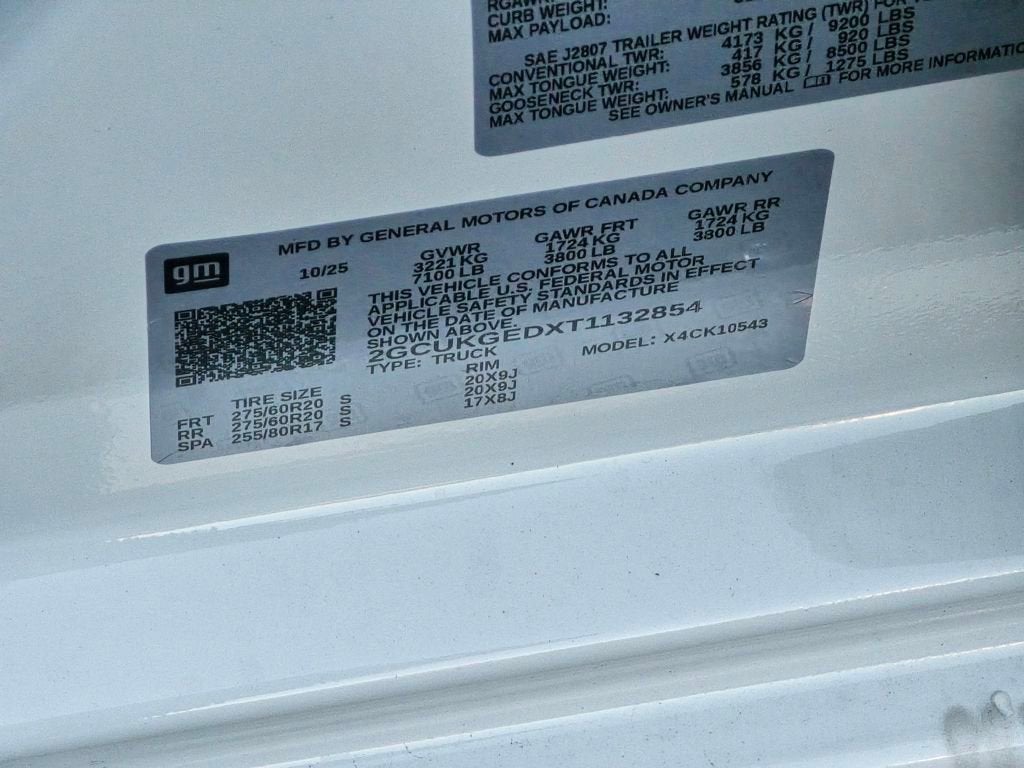 CURB WEIGHT:
MAX PAYLOAD:
SAE J2807 TRAILER WEIGHT RATING (TWR) FOR
CONVENTIONAL TWR: 4173 KG/ 9200 LBS
MAX TONGUE WEIGHT: 417 KG/ 920 LBS
GOOSENECK TWR: 3856 KG/ 8500 LBS
MAX TONGUE WEIGHT: 578 KG/ 1275 LBS
SEE OWNER'S MANUAL FOR MORE INFORMATIO
MFD BY GENERAL MOTORS OF CANADA COMPANY
gm 10/25
GVWR GAWR FRT GAWR RR
3221 KG 1724 KG 1724 KG
7100 LB 3800 LB 3800 LB
THIS VEHICLE CONFORMS TO ALL
APPLICABLE U.S. FEDERAL MOTOR
VEHICLE SAFETY STANDARDS IN EFFECT
ON THE DATE OF MANUFACTURE
SHOWN ABOVE.
2GCUKGEDXT1132854
TYPE: TRUCK MODEL: X4CK10543
TIRE SIZE RIM
FRT 275/60R20 S 20X9J
RR 275/60R20 S 20X9J
SPA 255/80R17 S 17X8J